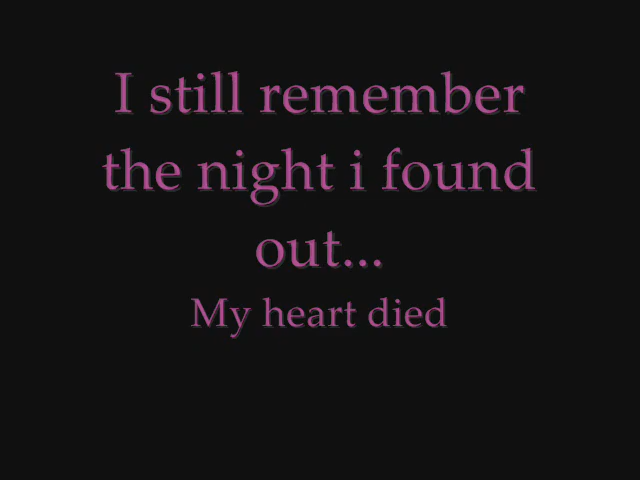 I still remember
the night i found
out...
My heart died